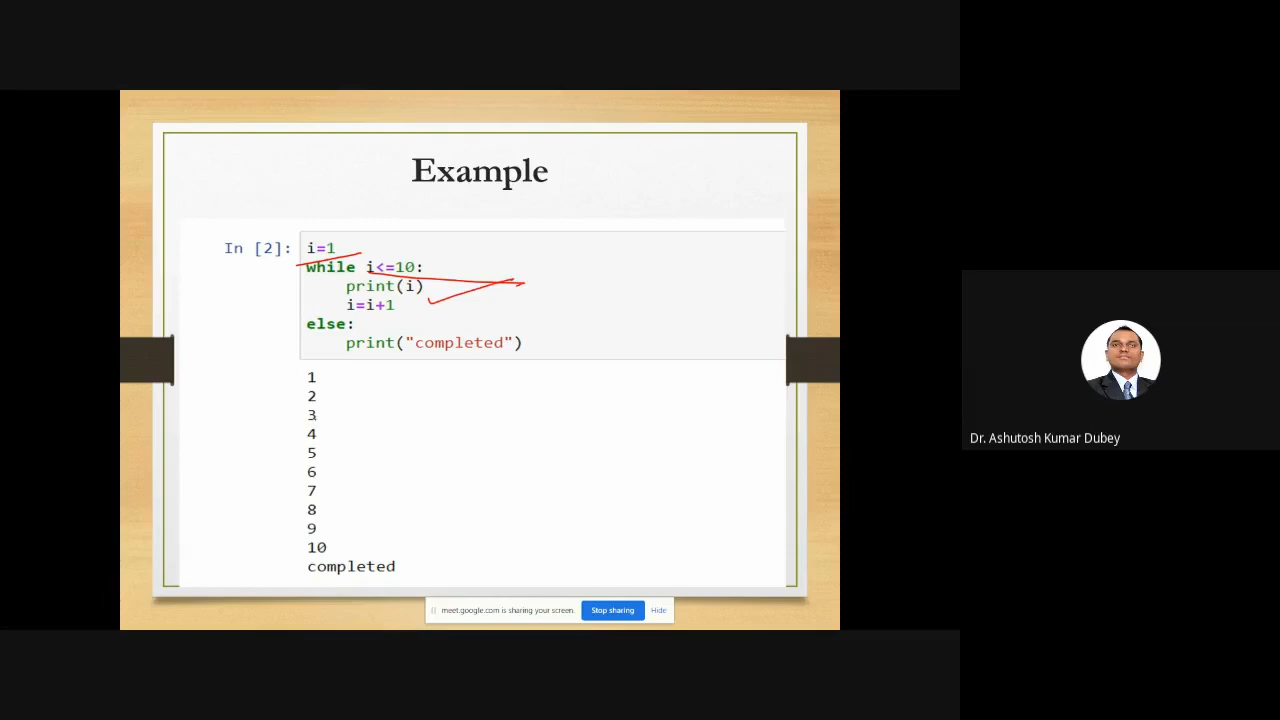 Example
In [2]: i=1
while i<=10:
print(i)
i=i+1
else:
print("completed")
1
2
3
4
5
6
7
8
9
10
completed
Dr. Ashutosh Kumar Dubey
meet.google.com is sharing your screen. Stop sharing Hide